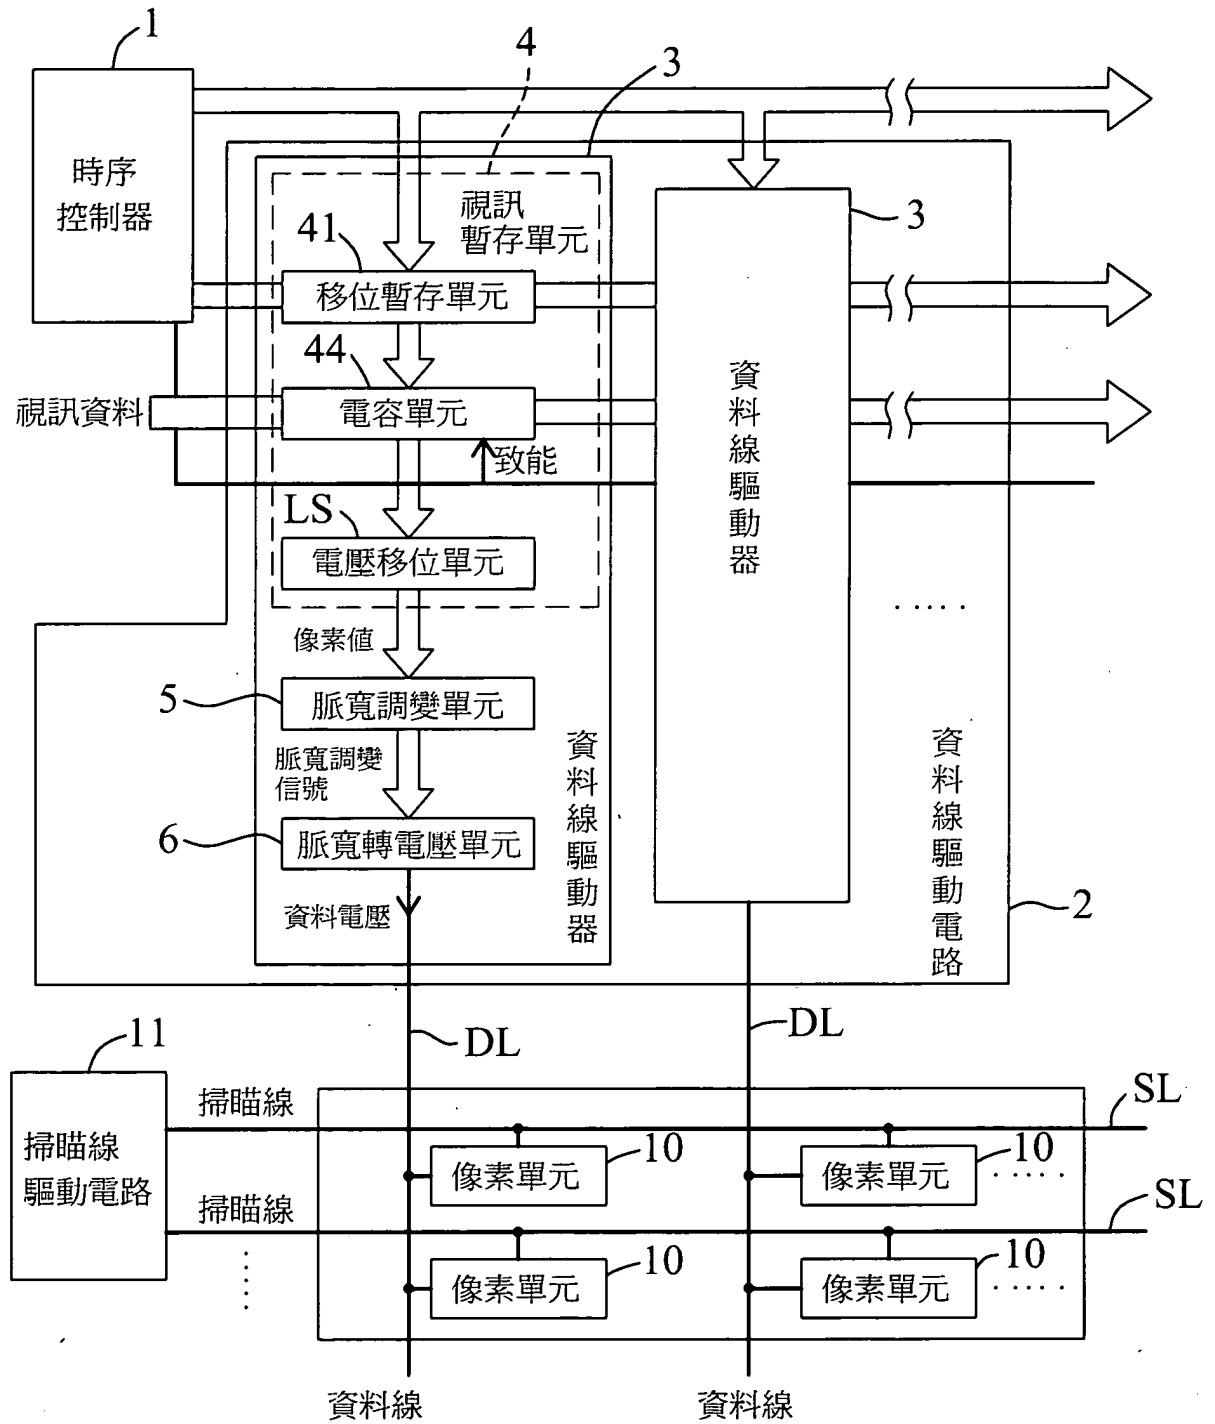 1
4
3
時序
控制器
視訊
暫存單元
3
41
移位暫存單元
44
視訊資料
電容單元
致能
資料線驅動器
LS
電壓移位單元
.....
像素值
5
脈寬調變單元
脈寬調變
信號
資料線驅動器
資料線驅動電路
6
脈寬轉電壓單元
2
資料電壓
DL
DL
11
掃瞄線
SL
掃瞄線
驅動電路
像素單元
10
像素單元
10
.....
掃瞄線
SL
像素單元
10
像素單元
10
.....
.....
資料線
資料線